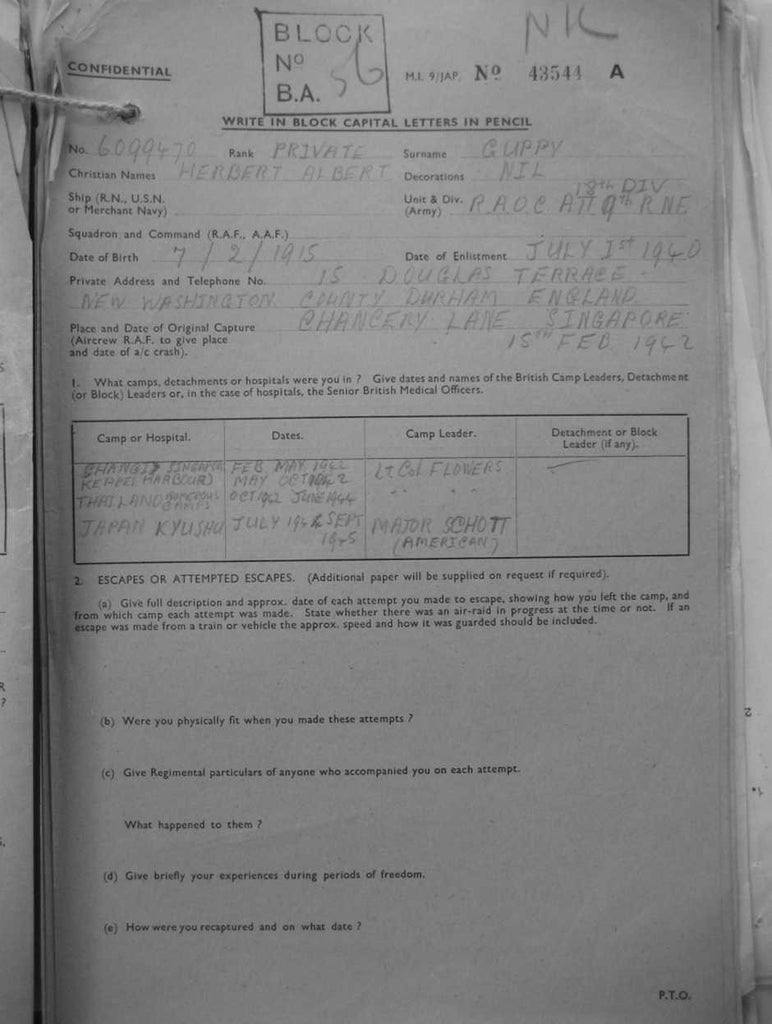 NK
BLOCK
Nº
B.A. 56
CONFIDENTIAL
M.I. 9/JAP. Nº 43544 A
WRITE IN BLOCK CAPITAL LETTERS IN PENCIL
No. 6099470 Rank PRIVATE Surname GUPPY
Christian Names HERBERT ALBERT Decorations NIL
Ship (R.N., U.S.N.
or Merchant Navy)
18th DIV
Unit & Div. R.A.O.C ATT 9th R.N.F
(Army)
Squadron and Command (R.A.F., A.A.F.)
Date of Birth 7/2/1915 Date of Enlistment JULY 1ST 1940
Private Address and Telephone No. 15 DOUGLAS TERRACE
NEW WASHINGTON COUNTY DURHAM ENGLAND
Place and Date of Original Capture CHANCERY LANE SINGAPORE
(Aircrew R.A.F. to give place 15TH FEB 1942
and date of a/c crash).
1. What camps, detachments or hospitals were you in ? Give dates and names of the British Camp Leaders, Detachment
(or Block) Leaders or, in the case of hospitals, the Senior British Medical Officers.
Camp or Hospital. Dates. Camp Leader. Detachment or Block
Leader (if any).
CHANGI SINGAPORE FEB MAY 1942 LT COL FLOWERS
KEPPEL HARBOUR) MAY OCT 1942
THAILAND NUMEROUS CAMPS OCT 1942 JUNE 1944 " "
JAPAN KYUSHU JULY 1944 SEPT 1945 MAJOR SCHOTT
(AMERICAN)
2. ESCAPES OR ATTEMPTED ESCAPES. (Additional paper will be supplied on request if required).
(a) Give full description and approx. date of each attempt you made to escape, showing how you left the camp, and
from which camp each attempt was made. State whether there was an air-raid in progress at the time or not. If an
escape was made from a train or vehicle the approx. speed and how it was guarded should be included.
(b) Were you physically fit when you made these attempts ?
(c) Give Regimental particulars of anyone who accompanied you on each attempt.
What happened to them ?
(d) Give briefly your experiences during periods of freedom.
(e) How were you recaptured and on what date ?
P.T.O.